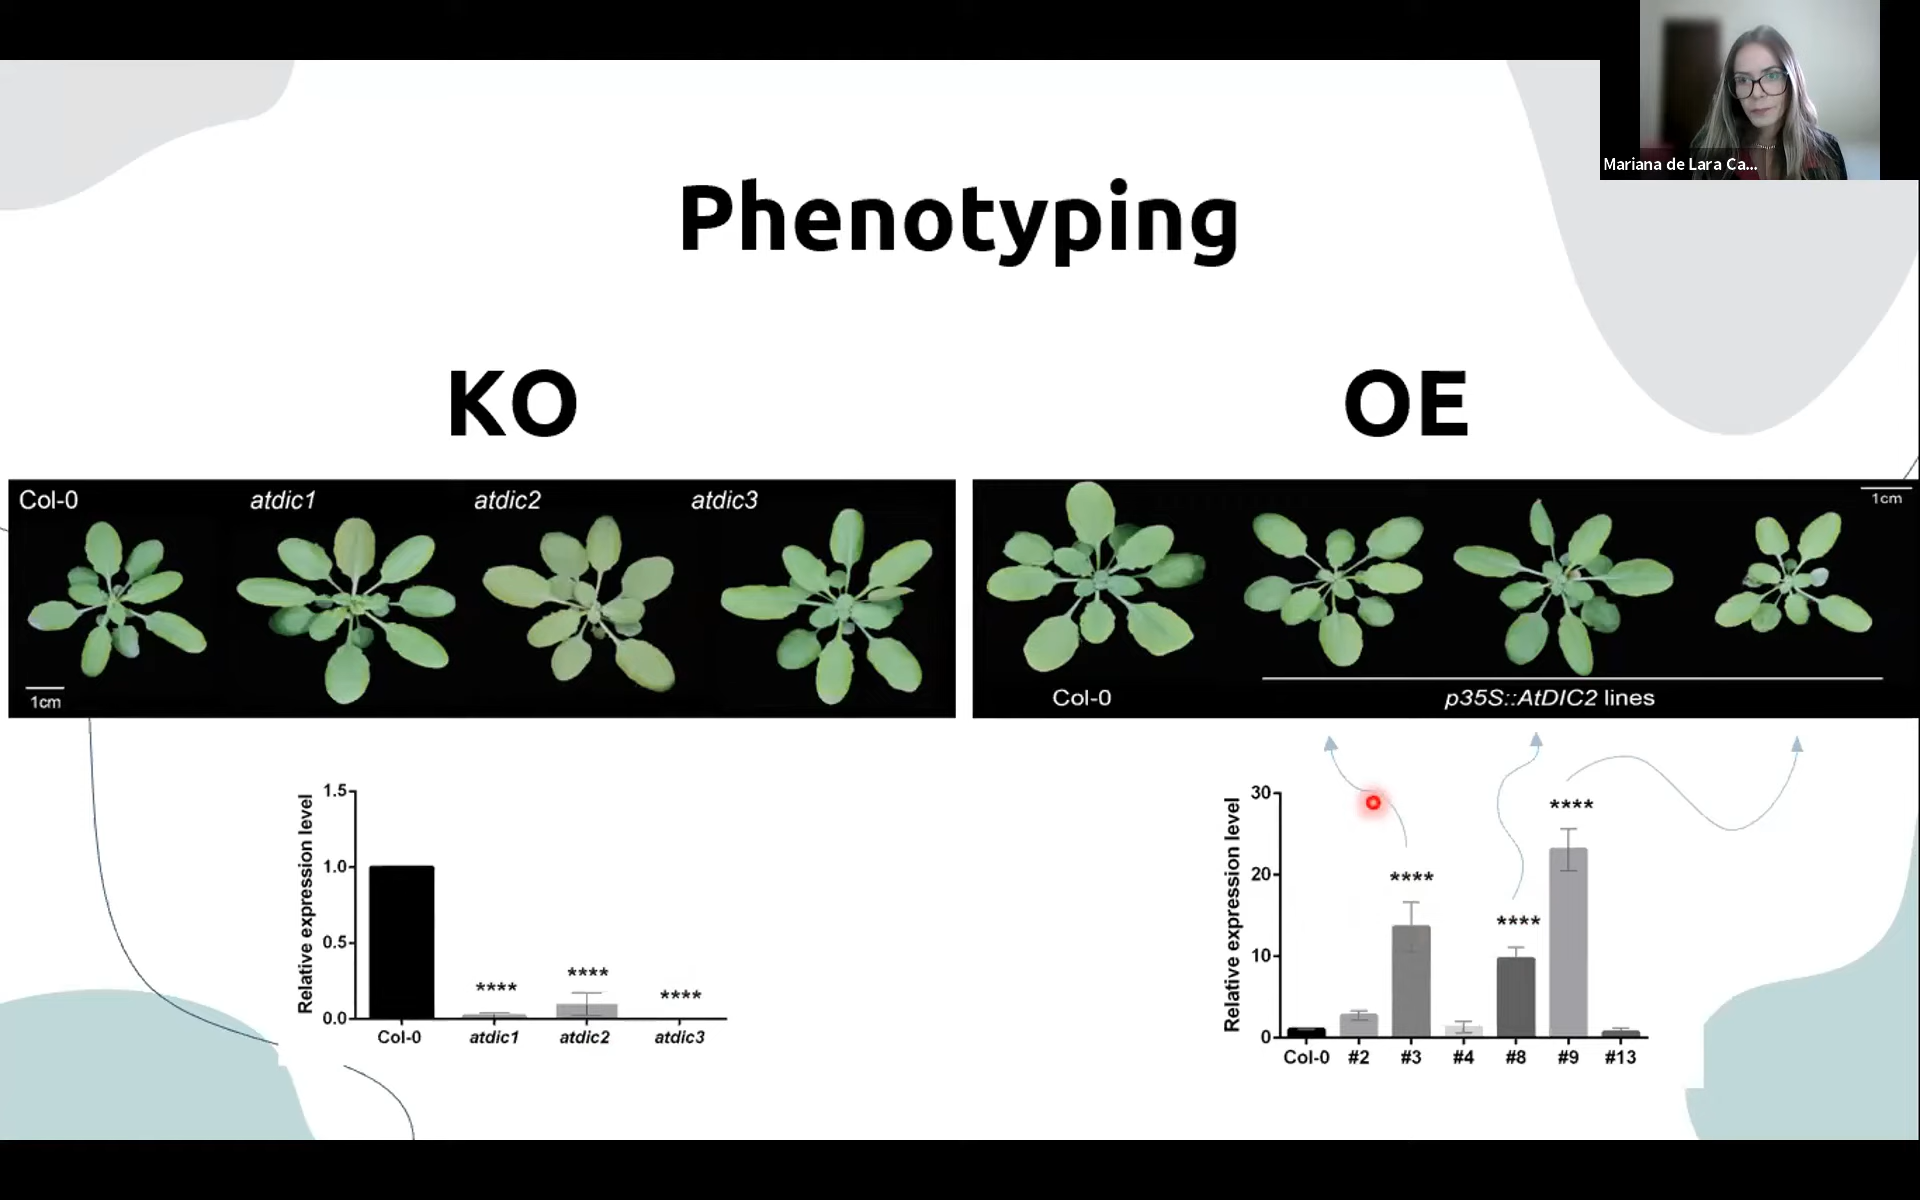 Mariana de Lara Ca...
Phenotyping
KO
OE
Col-0
atdic1
atdic2
atdic3
1cm
1cm
Col-0
p35S::AtDIC2 lines
Relative expression level
1.5
1.0
0.5
0.0
****
****
****
Col-0
atdic1
atdic2
atdic3
Relative expression level
30
20
10
0
****
****
****
Col-0
#2
#3
#4
#8
#9
#13